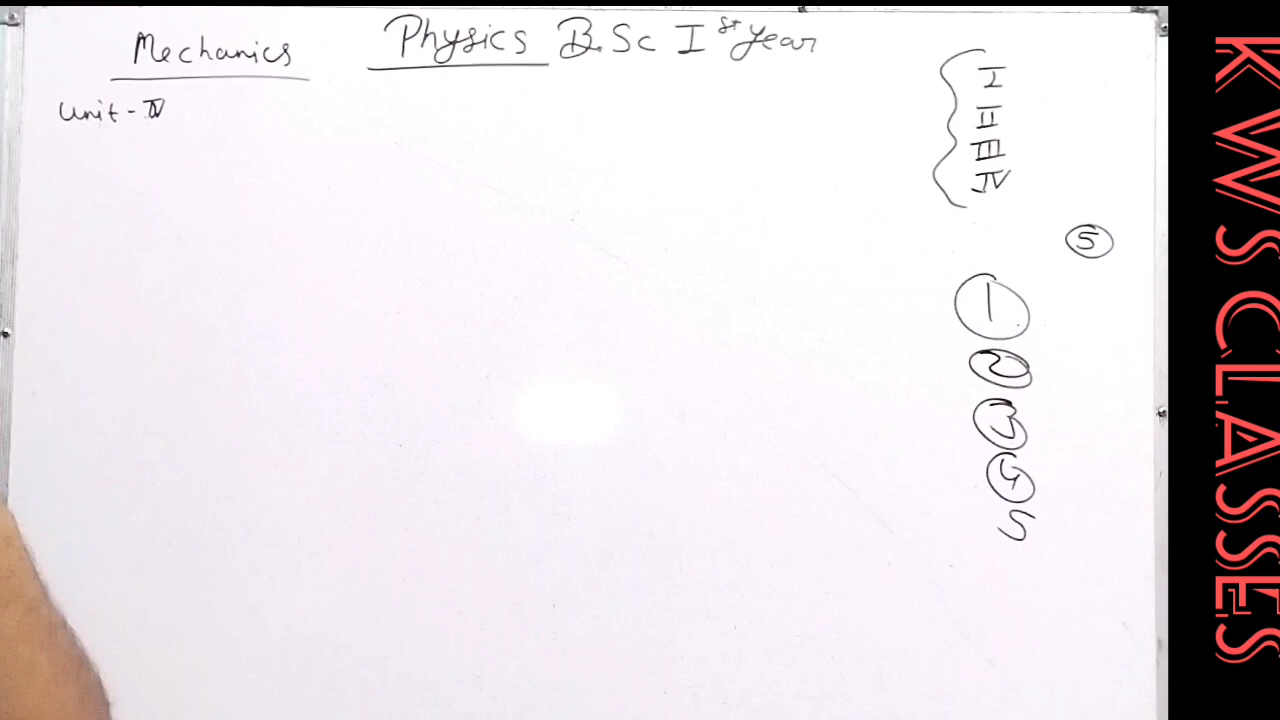 Mechanics Physics B.Sc I st year
Unit - IV
I
II
III
IV
5
1
2
3
4
5
KWS CLASSES